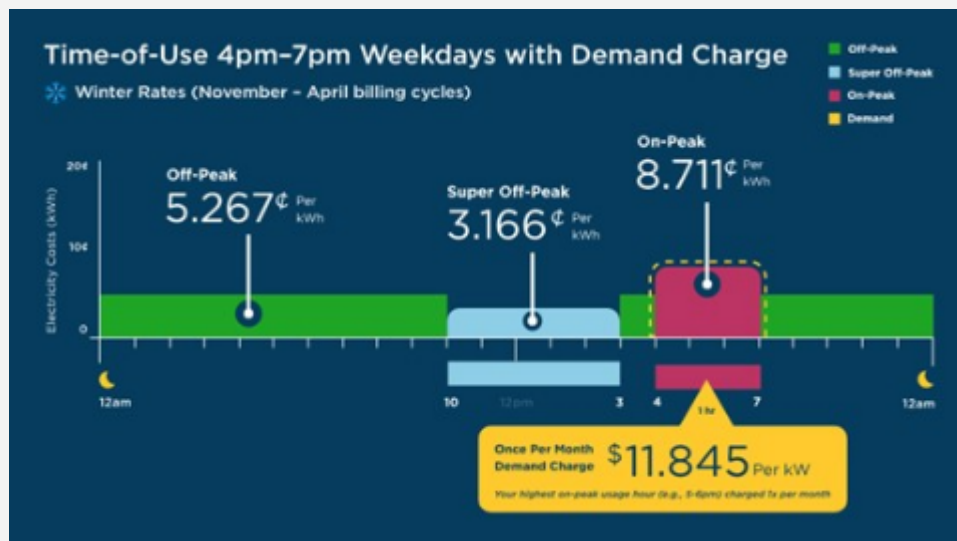 Time-of-Use 4pm–7pm Weekdays with Demand Charge
Winter Rates (November – April billing cycles)
Off-Peak
Super Off-Peak
On-Peak
Demand
Electricity Costs (kWh)
20¢
10¢
0
Off-Peak
5.267¢ Per kWh
Super Off-Peak
3.166¢ Per kWh
On-Peak
8.711¢ Per kWh
12am
10
12pm
3
4
7
12am
1 hr
Once Per Month
Demand Charge
$11.845 Per kW
Your highest on-peak usage hour (e.g., 5-6pm) charged 1x per month